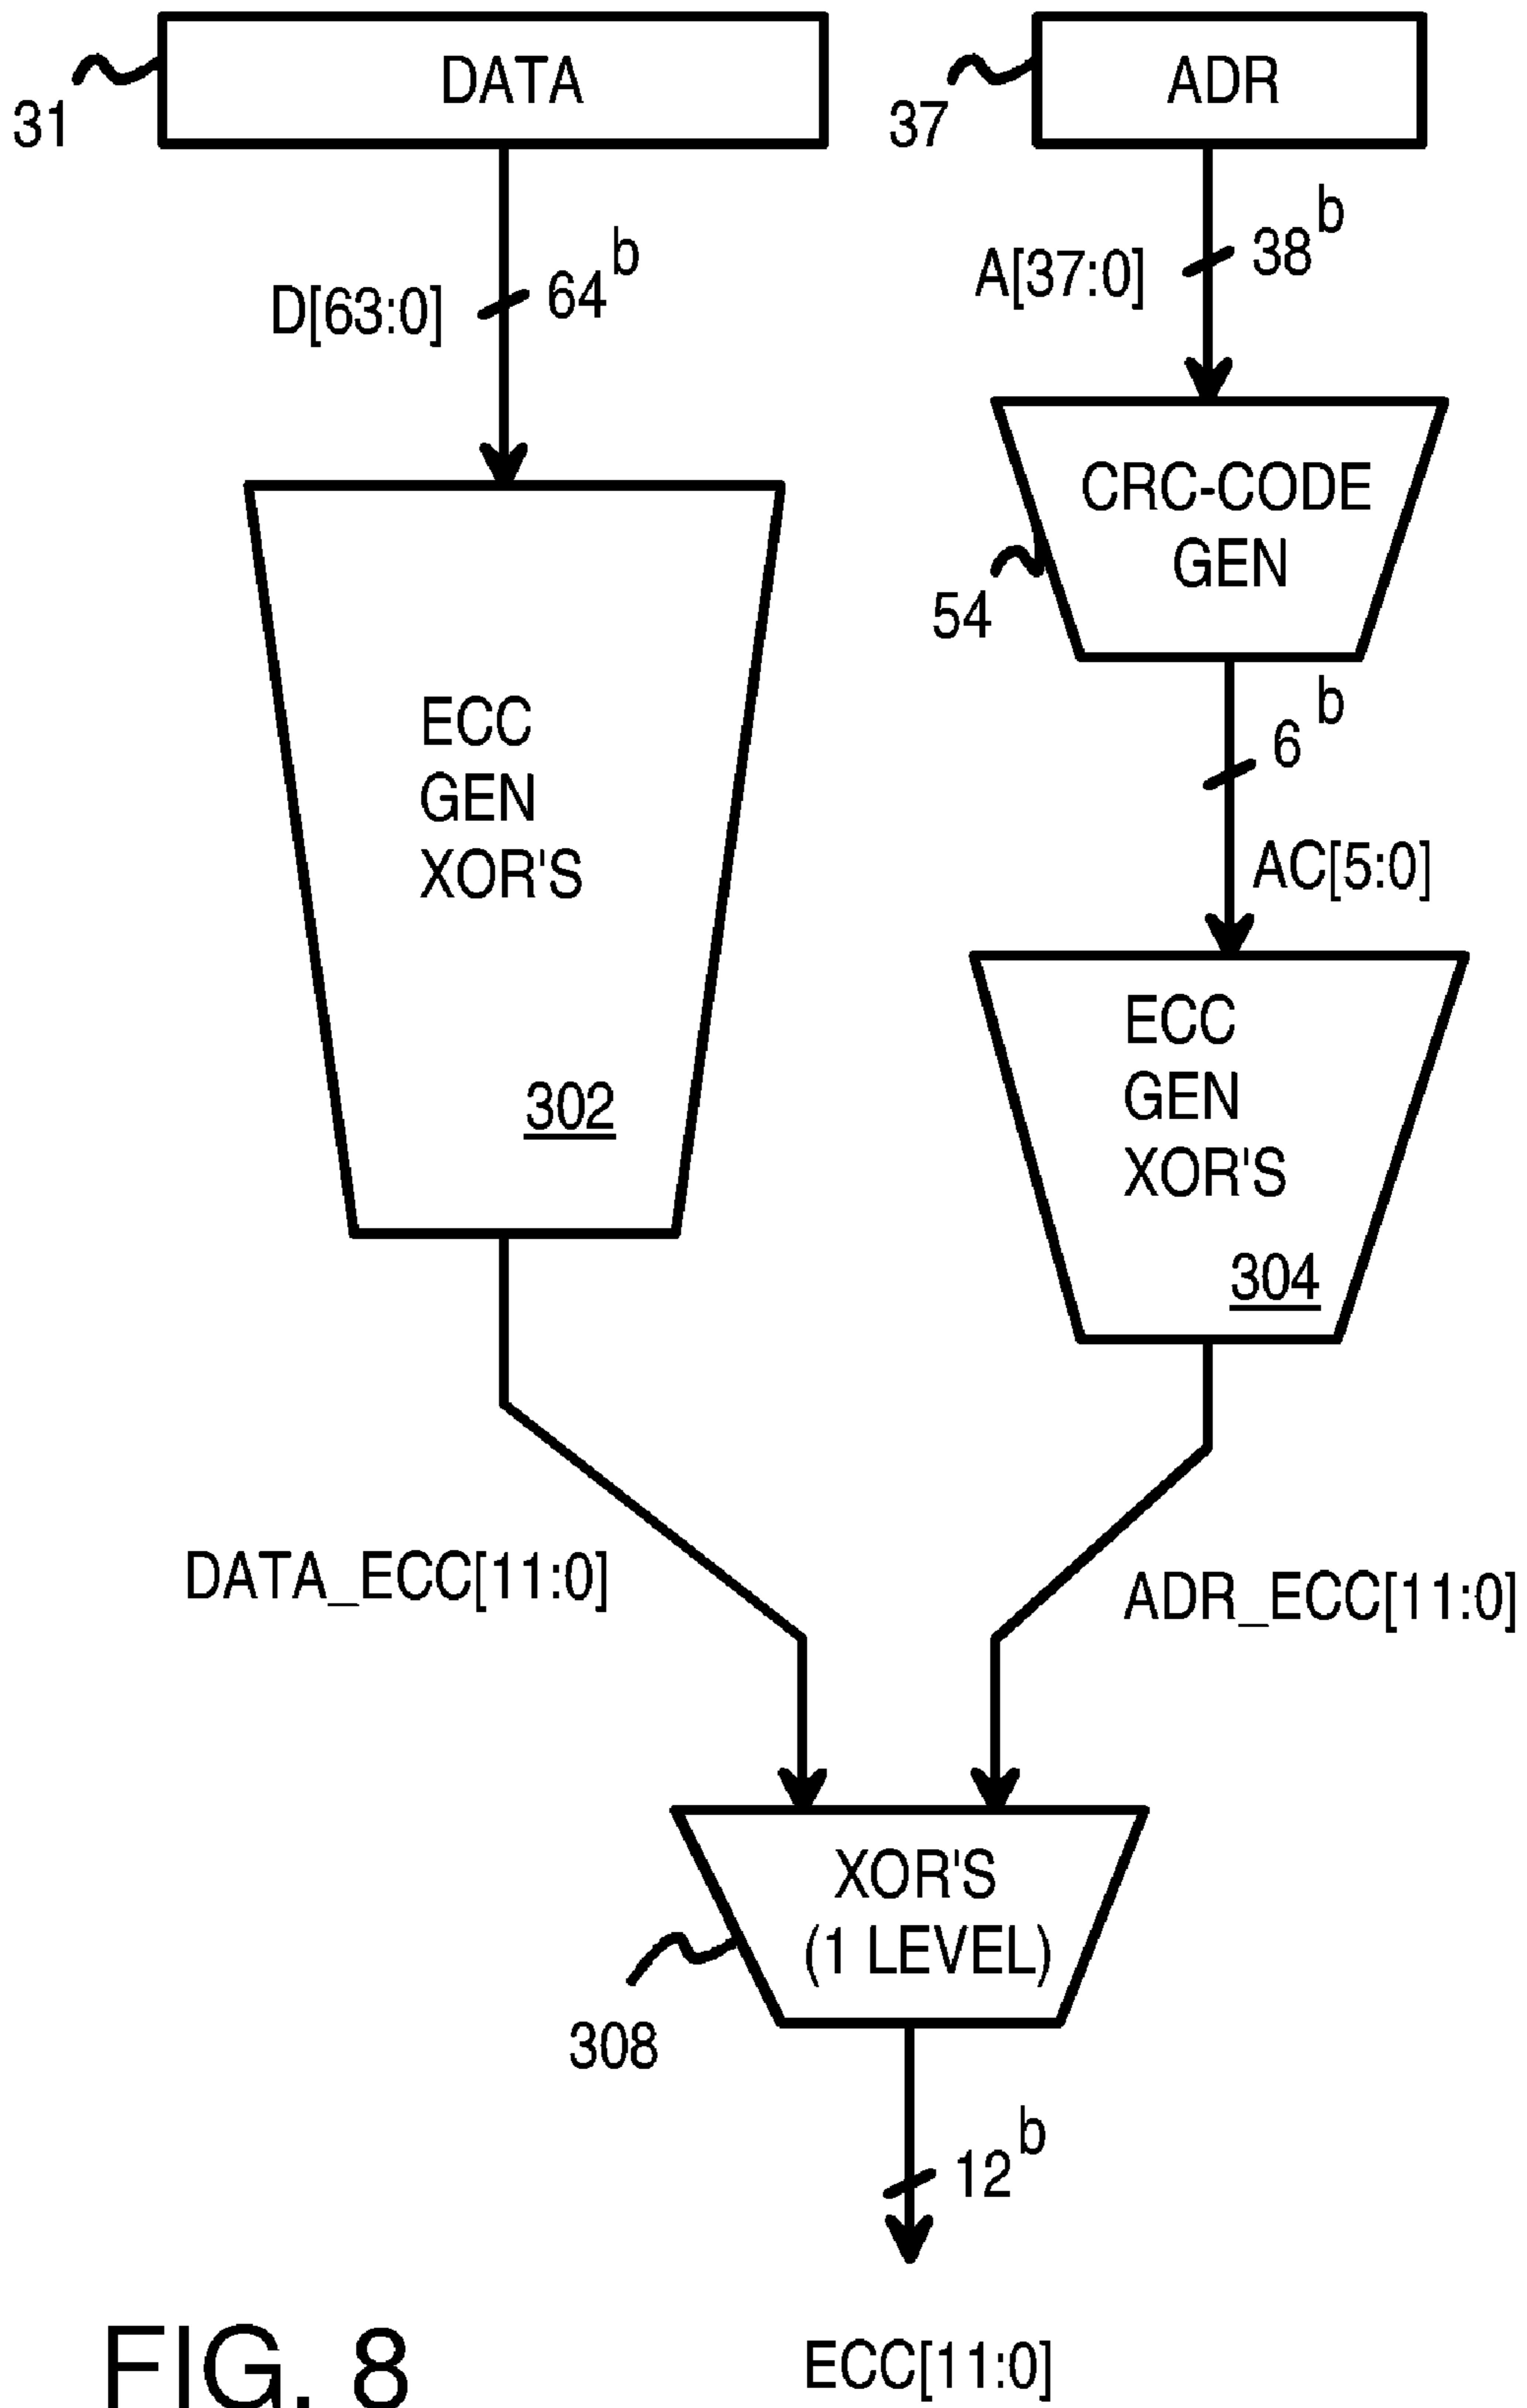 DATA
ADR
31
37
D[63:0]
64b
A[37:0]
38b
CRC-CODE
GEN
54
6b
AC[5:0]
ECC
GEN
XOR'S
302
ECC
GEN
XOR'S
304
DATA_ECC[11:0]
ADR_ECC[11:0]
XOR'S
(1 LEVEL)
308
12b
ECC[11:0]
FIG. 8